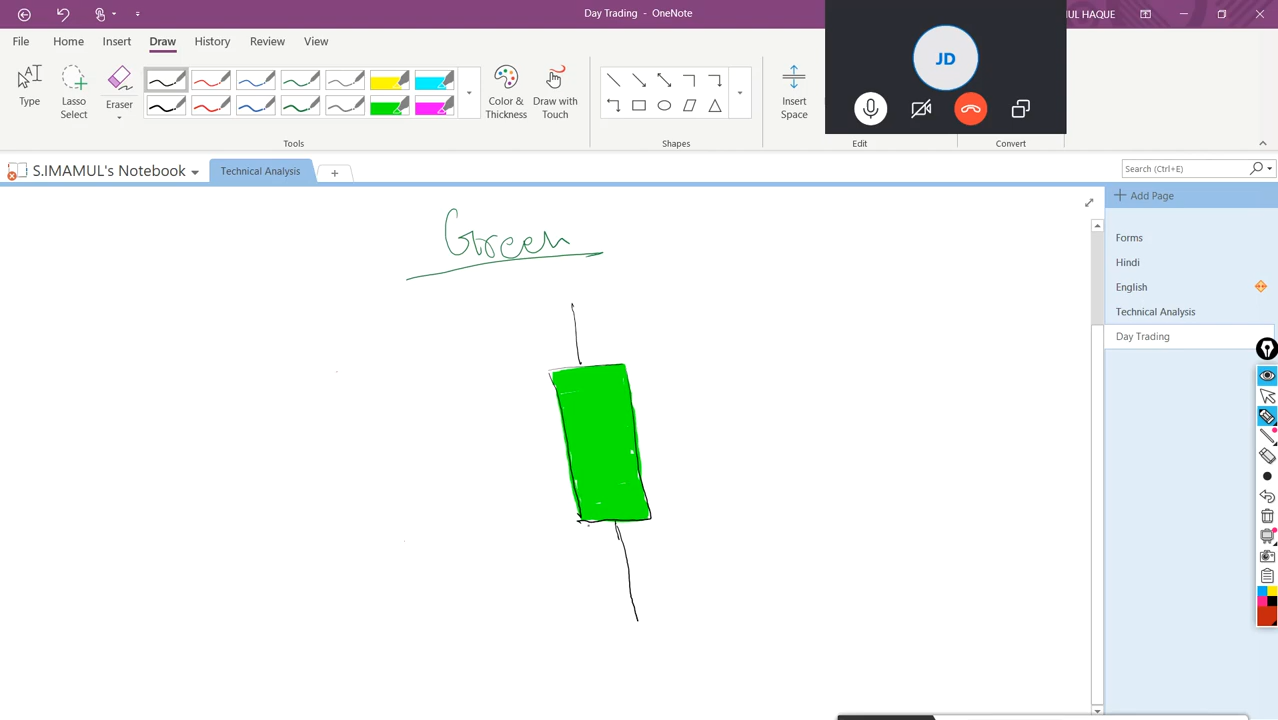 Day Trading - OneNote
MUL HAQUE
JD
File Home Insert Draw History Review View
Type
Lasso Select
Eraser
Color & Thickness
Draw with Touch
Insert Space
Tools
Shapes
Edit
Convert
S.IMAMUL's Notebook
Technical Analysis
Search (Ctrl+E)
Add Page
Green
Forms
Hindi
English
Technical Analysis
Day Trading